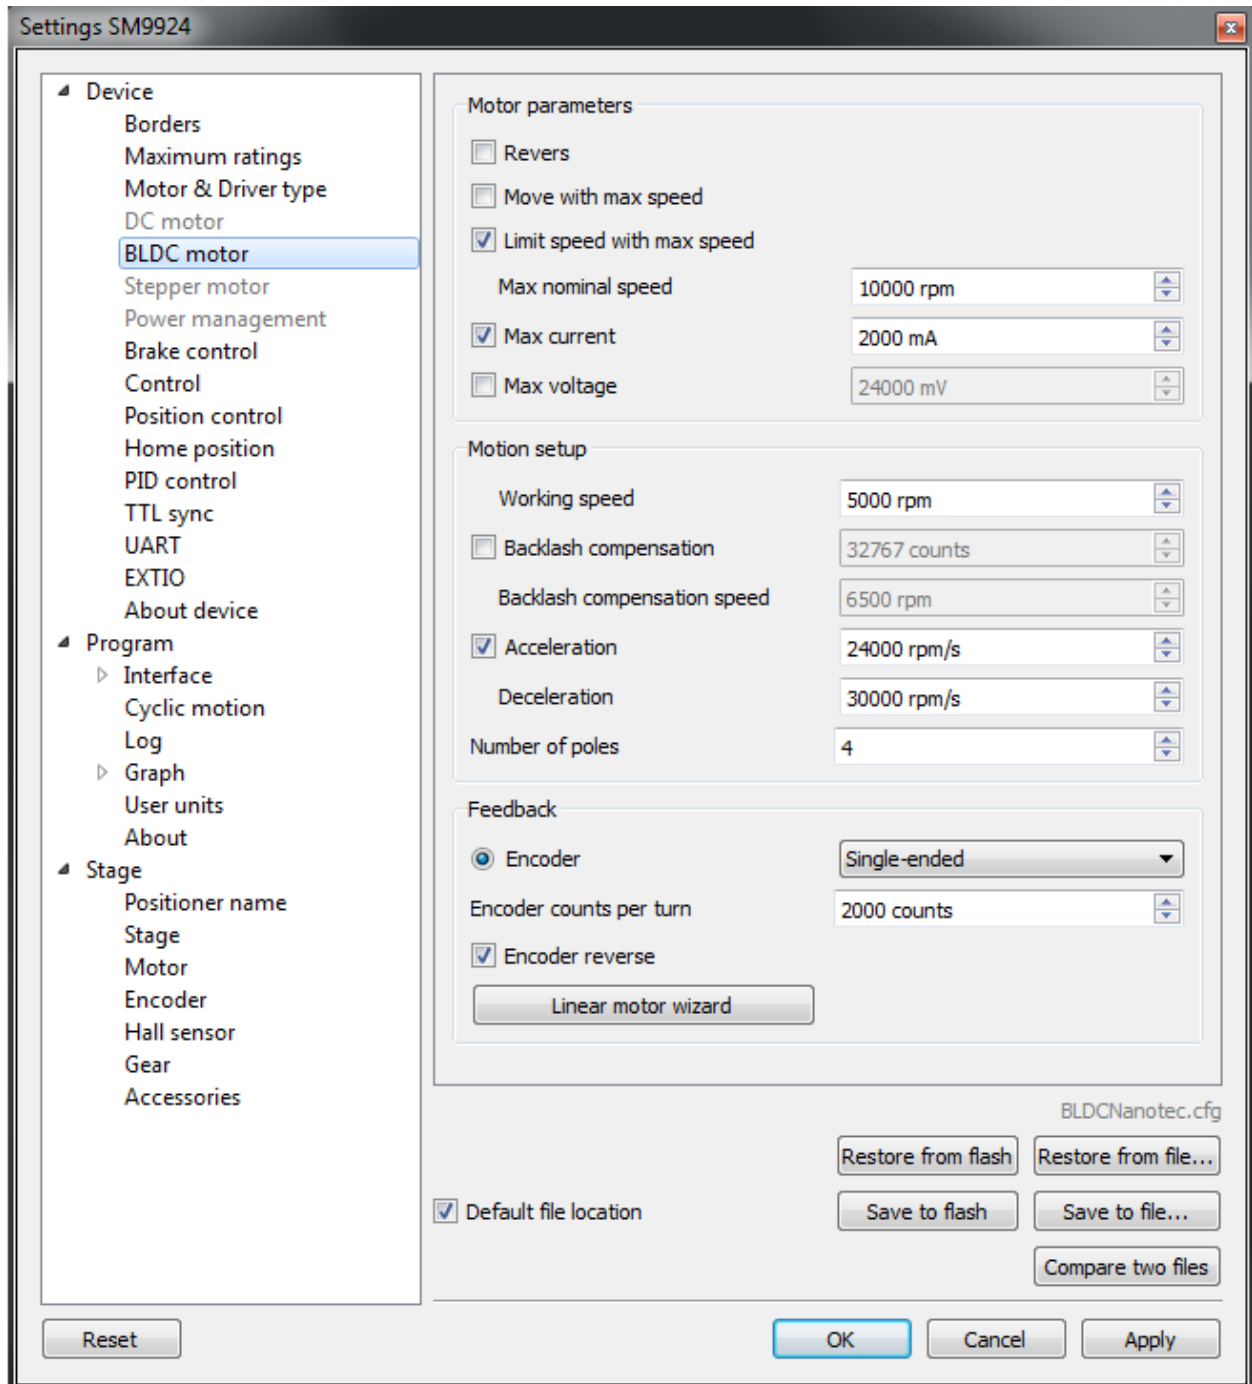 Settings SM9924
Device
Borders
Maximum ratings
Motor & Driver type
DC motor
BLDC motor
Stepper motor
Power management
Brake control
Control
Position control
Home position
PID control
TTL sync
UART
EXTIO
About device
Program
Interface
Cyclic motion
Log
Graph
User units
About
Stage
Positioner name
Stage
Motor
Encoder
Hall sensor
Gear
Accessories
Motor parameters
Revers
Move with max speed
Limit speed with max speed
Max nominal speed 10000 rpm
Max current 2000 mA
Max voltage 24000 mV
Motion setup
Working speed 5000 rpm
Backlash compensation 32767 counts
Backlash compensation speed 6500 rpm
Acceleration 24000 rpm/s
Deceleration 30000 rpm/s
Number of poles 4
Feedback
Encoder Single-ended
Encoder counts per turn 2000 counts
Encoder reverse
Linear motor wizard
BLDCNanotec.cfg
Restore from flash Restore from file...
Default file location Save to flash Save to file...
Compare two files
Reset OK Cancel Apply